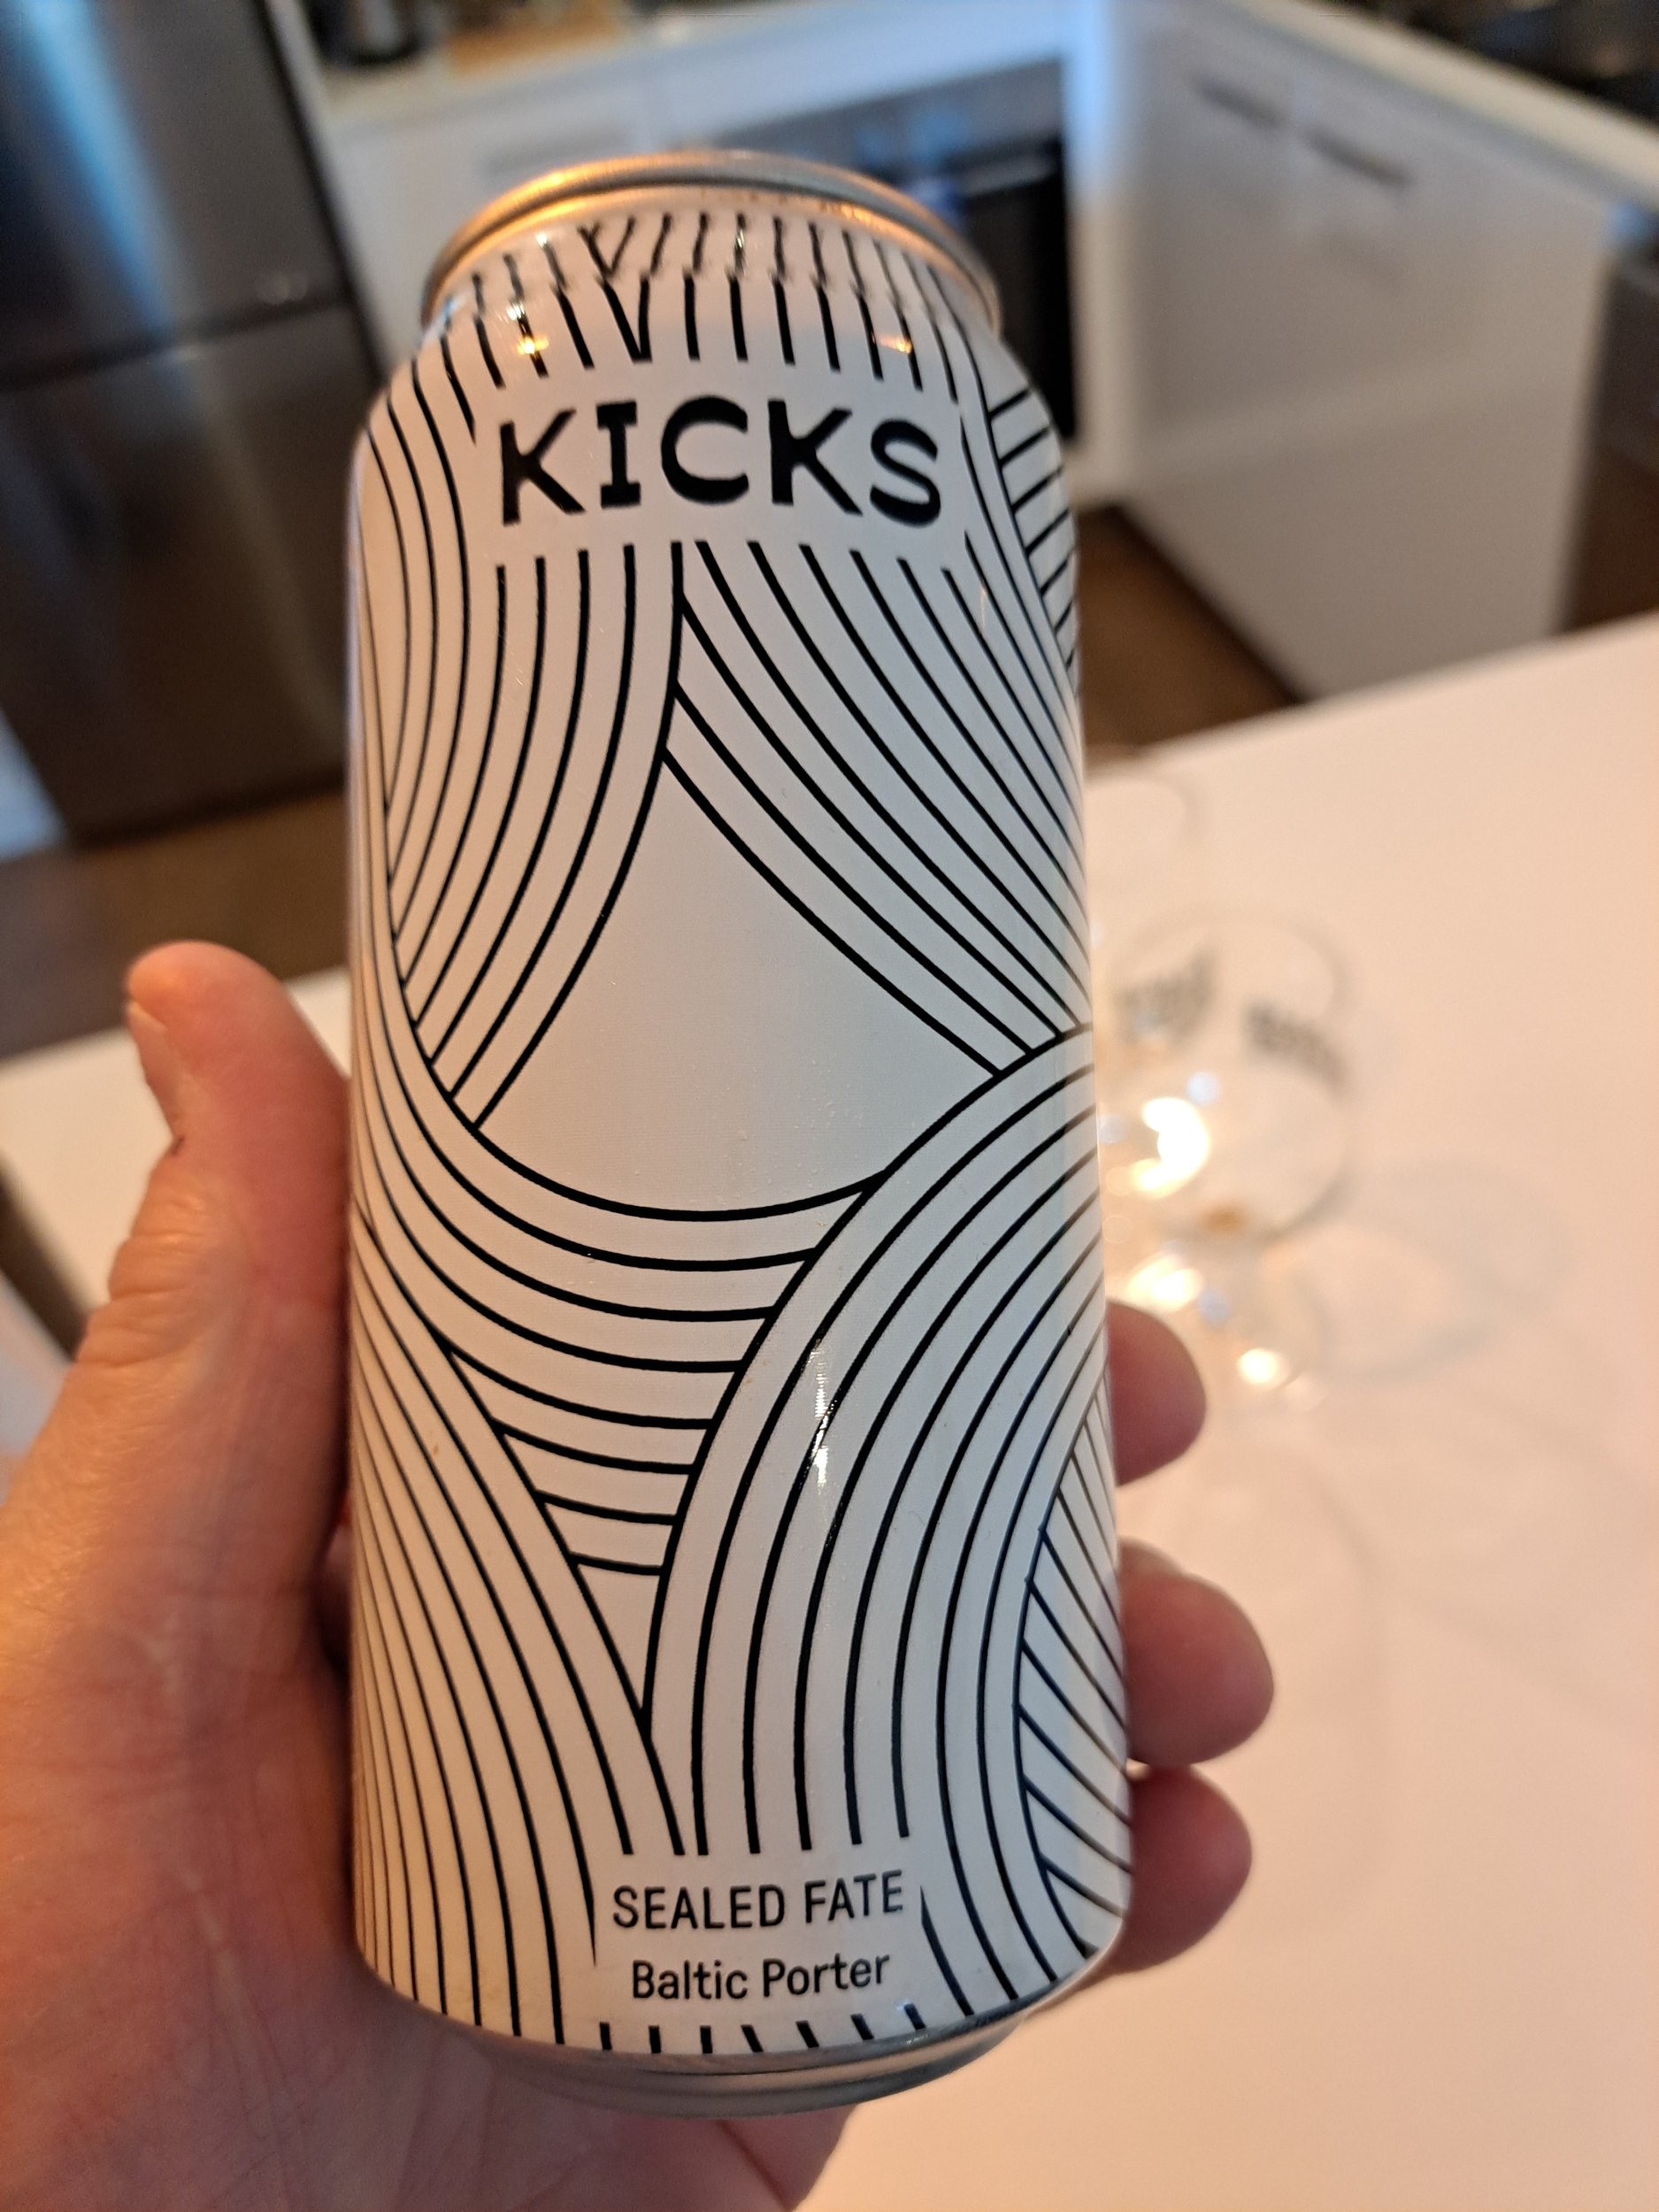 KICKS
SEALED FATE
Baltic Porter